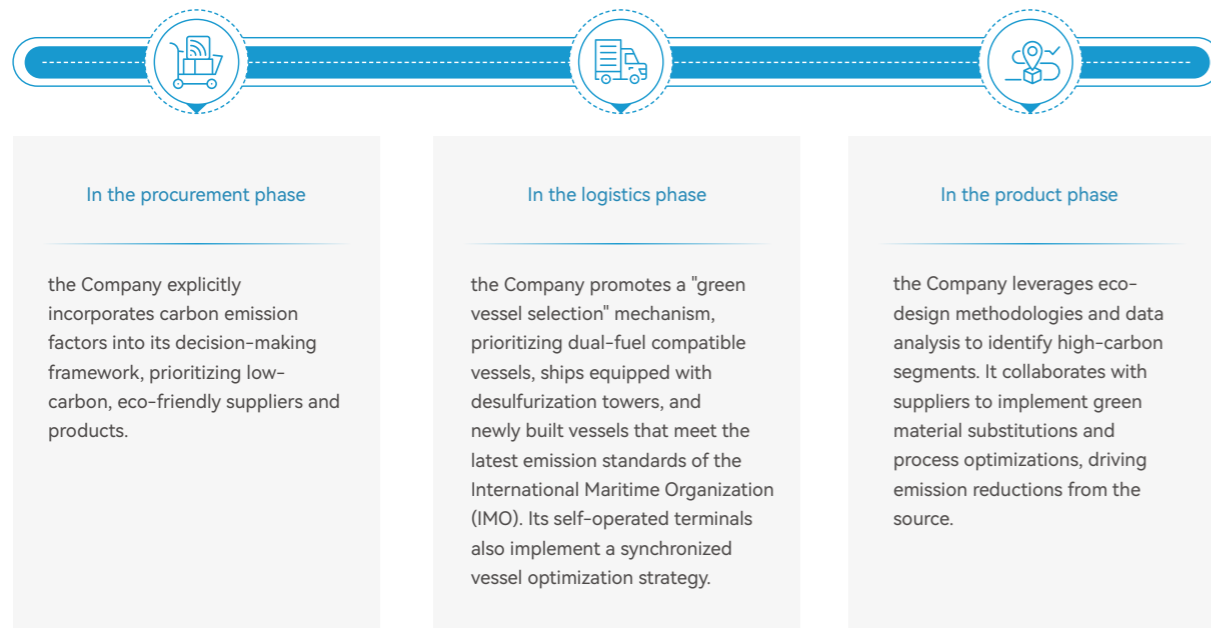 In the procurement phase
the Company explicitly
incorporates carbon emission
factors into its decision-making
framework, prioritizing low-
carbon, eco-friendly suppliers and
products.
In the logistics phase
the Company promotes a "green
vessel selection" mechanism,
prioritizing dual-fuel compatible
vessels, ships equipped with
desulfurization towers, and
newly built vessels that meet the
latest emission standards of the
International Maritime Organization
(IMO). Its self-operated terminals
also implement a synchronized
vessel optimization strategy.
In the product phase
the Company leverages eco-
design methodologies and data
analysis to identify high-carbon
segments. It collaborates with
suppliers to implement green
material substitutions and
process optimizations, driving
emission reductions from the
source.